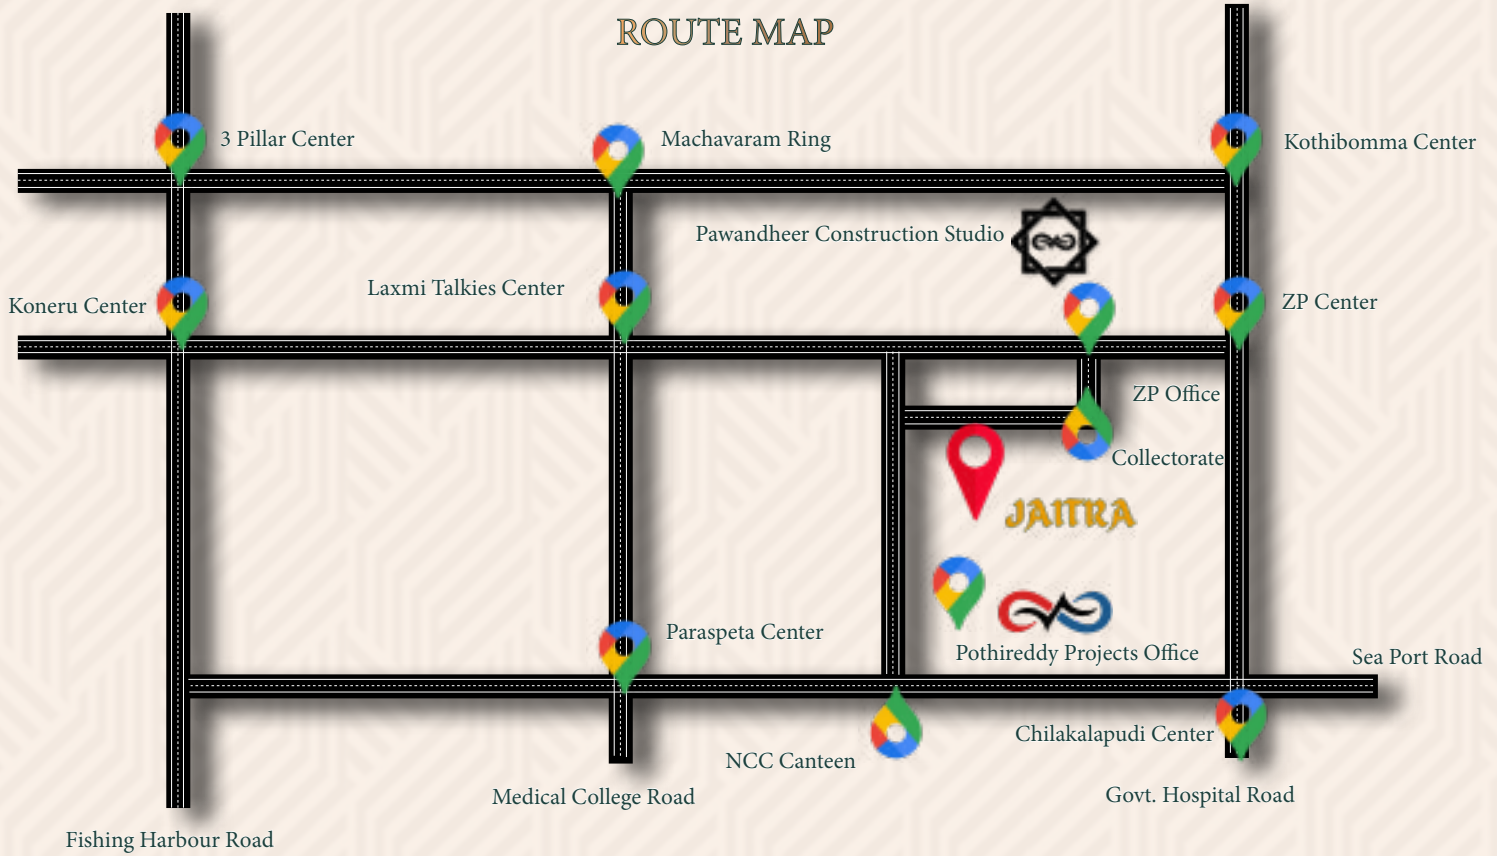 ROUTE MAP
3 Pillar Center
Machavaram Ring
Kothibomma Center
Pawandheer Construction Studio
Koneru Center
Laxmi Talkies Center
ZP Center
ZP Office
Collectorate
JAITRA
Paraspeta Center
Pothireddy Projects Office
Sea Port Road
NCC Canteen
Chilakalapudi Center
Medical College Road
Govt. Hospital Road
Fishing Harbour Road